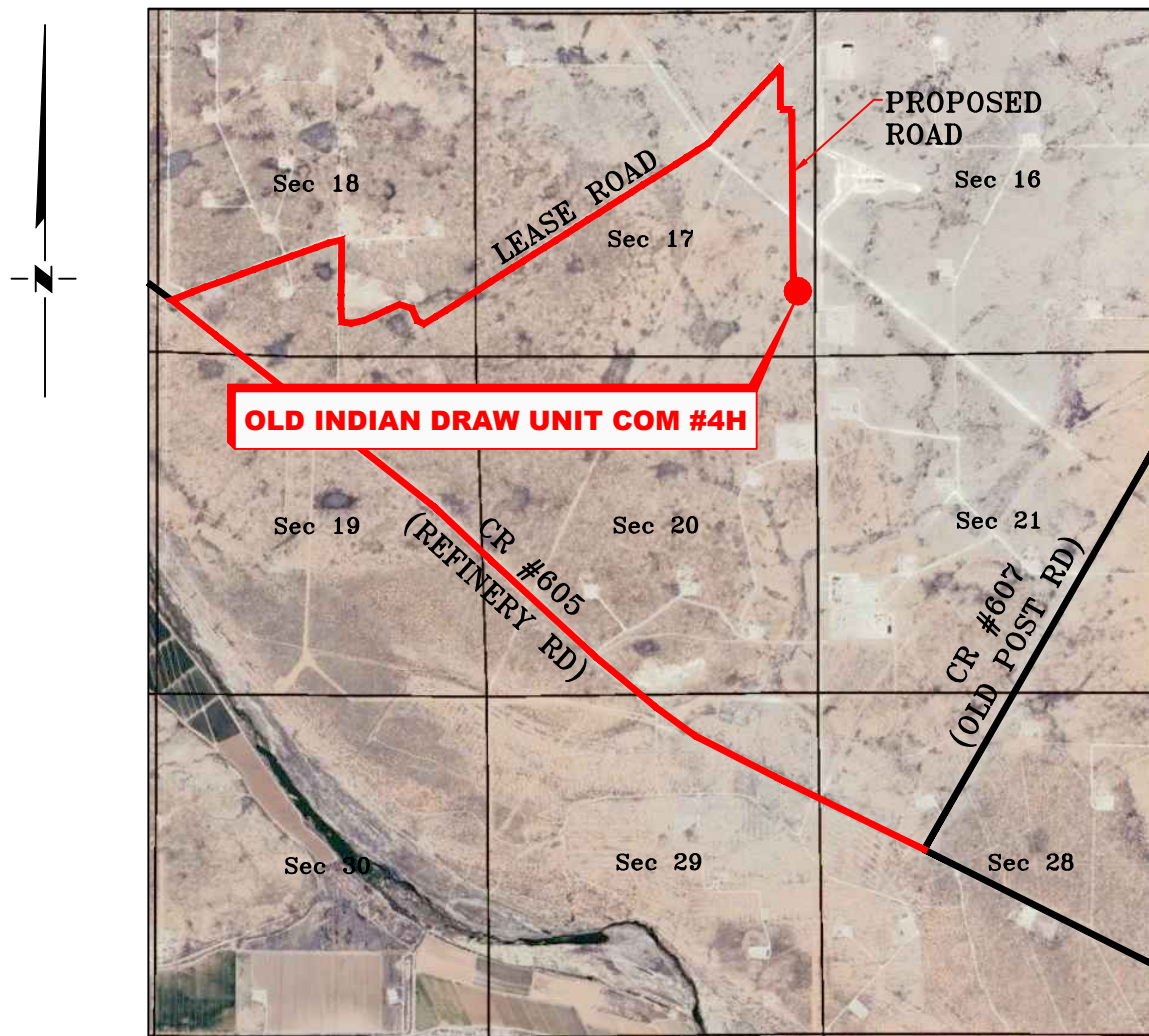 PROPOSED
ROAD
Sec 18
Sec 16
LEASE ROAD
Sec 17
N
OLD INDIAN DRAW UNIT COM #4H
Sec 19
CR #605
(REFINERY RD)
Sec 20
Sec 21
CR #607
(OLD POST RD)
Sec 30
Sec 29
Sec 28